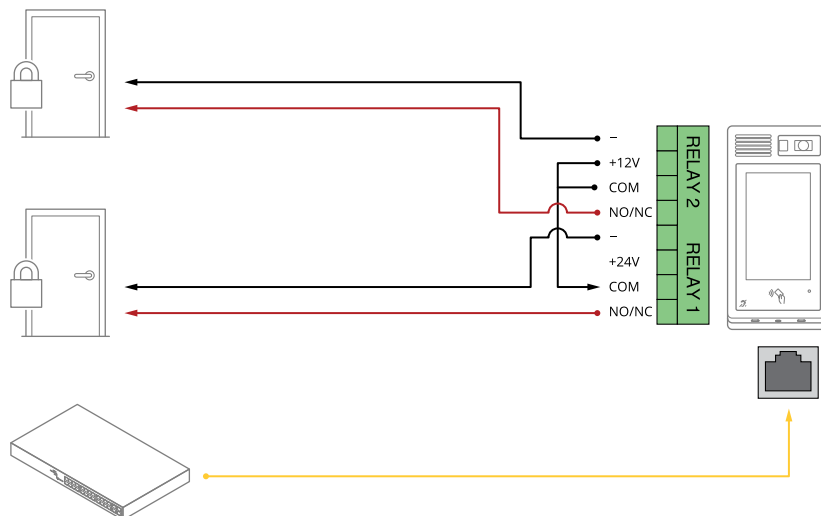 –
+12V
COM
NO/NC
–
+24V
COM
NO/NC
RELAY 2
RELAY 1